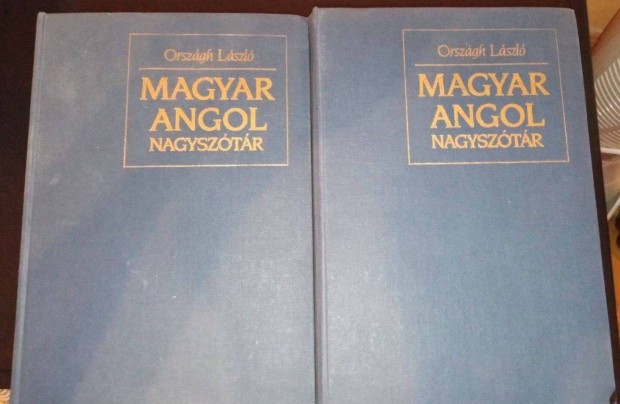 Országh László
MAGYAR
ANGOL
NAGYSZÓTÁR
Országh László
MAGYAR
ANGOL
NAGYSZÓTÁR